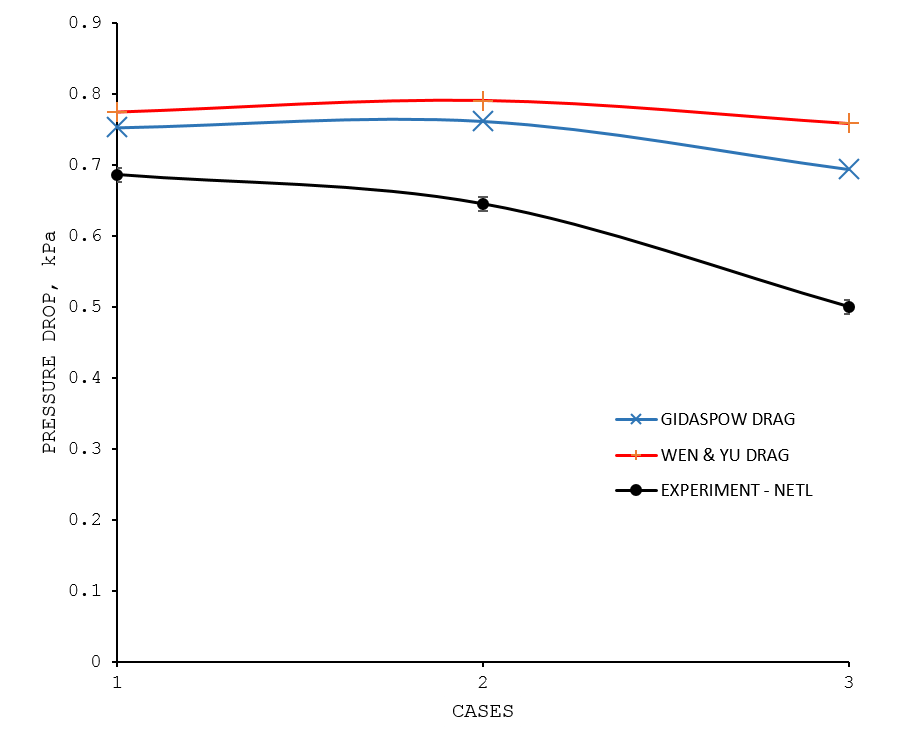 0.9
0.8
0.7
0.6
0.5
0.4
0.3
0.2
0.1
0
PRESSURE DROP, kPa
GIDASPOW DRAG
WEN & YU DRAG
EXPERIMENT - NETL
1 2 3
CASES